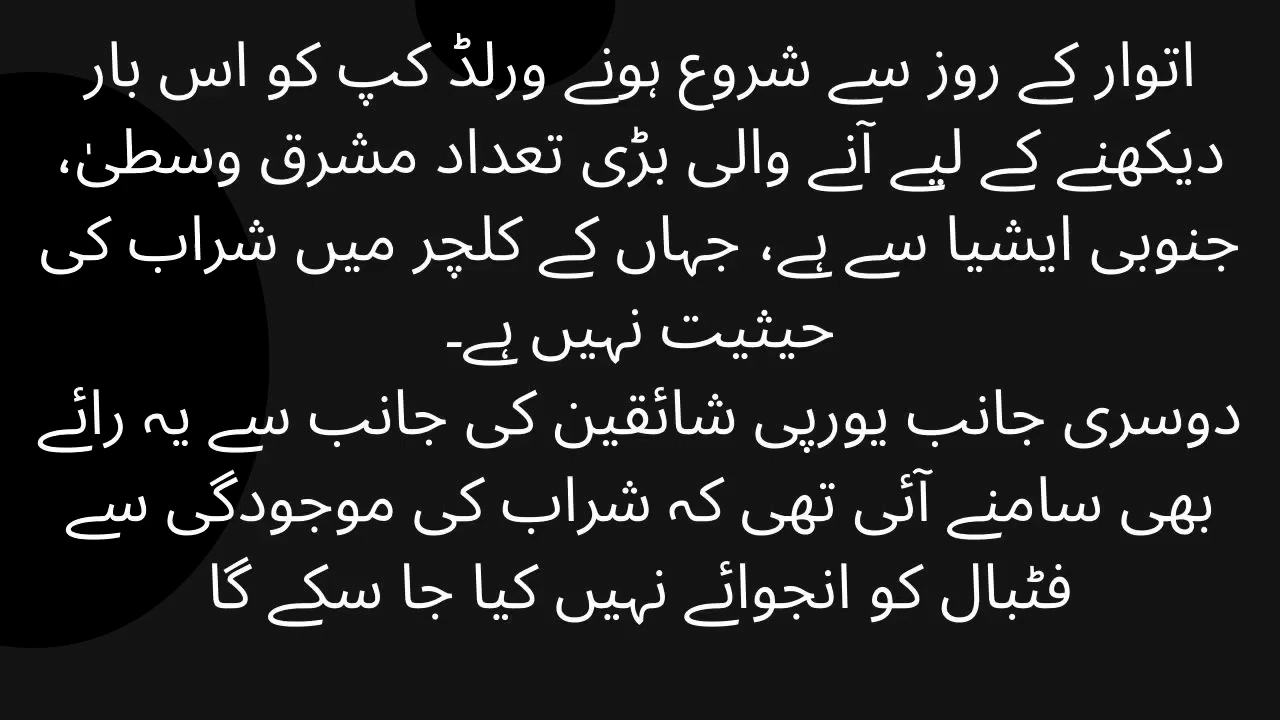 اتوار کے روز سے شروع ہونے ورلڈ کپ کو اس بار
دیکھنے کے لیے آنے والی بڑی تعداد مشرق وسطیٰ،
جنوبی ایشیا سے ہے، جہاں کے کلچر میں شراب کی
حیثیت نہیں ہے۔
دوسری جانب یورپی شائقین کی جانب سے یہ رائے
بھی سامنے آئی تھی کہ شراب کی موجودگی سے
فٹبال کو انجوائے نہیں کیا جا سکے گا